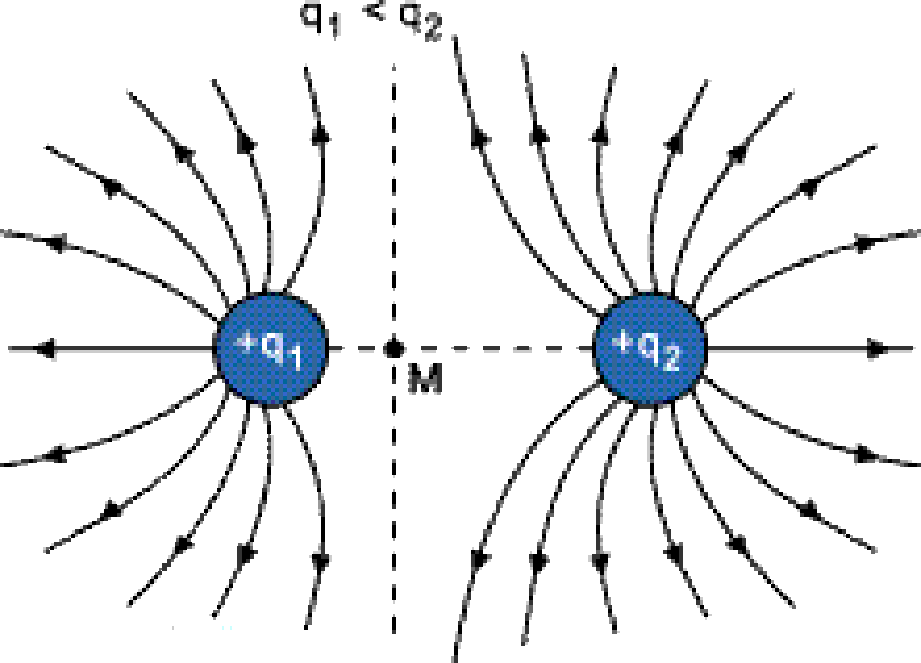 q₁ < q₂
+q₁
+q₂
M